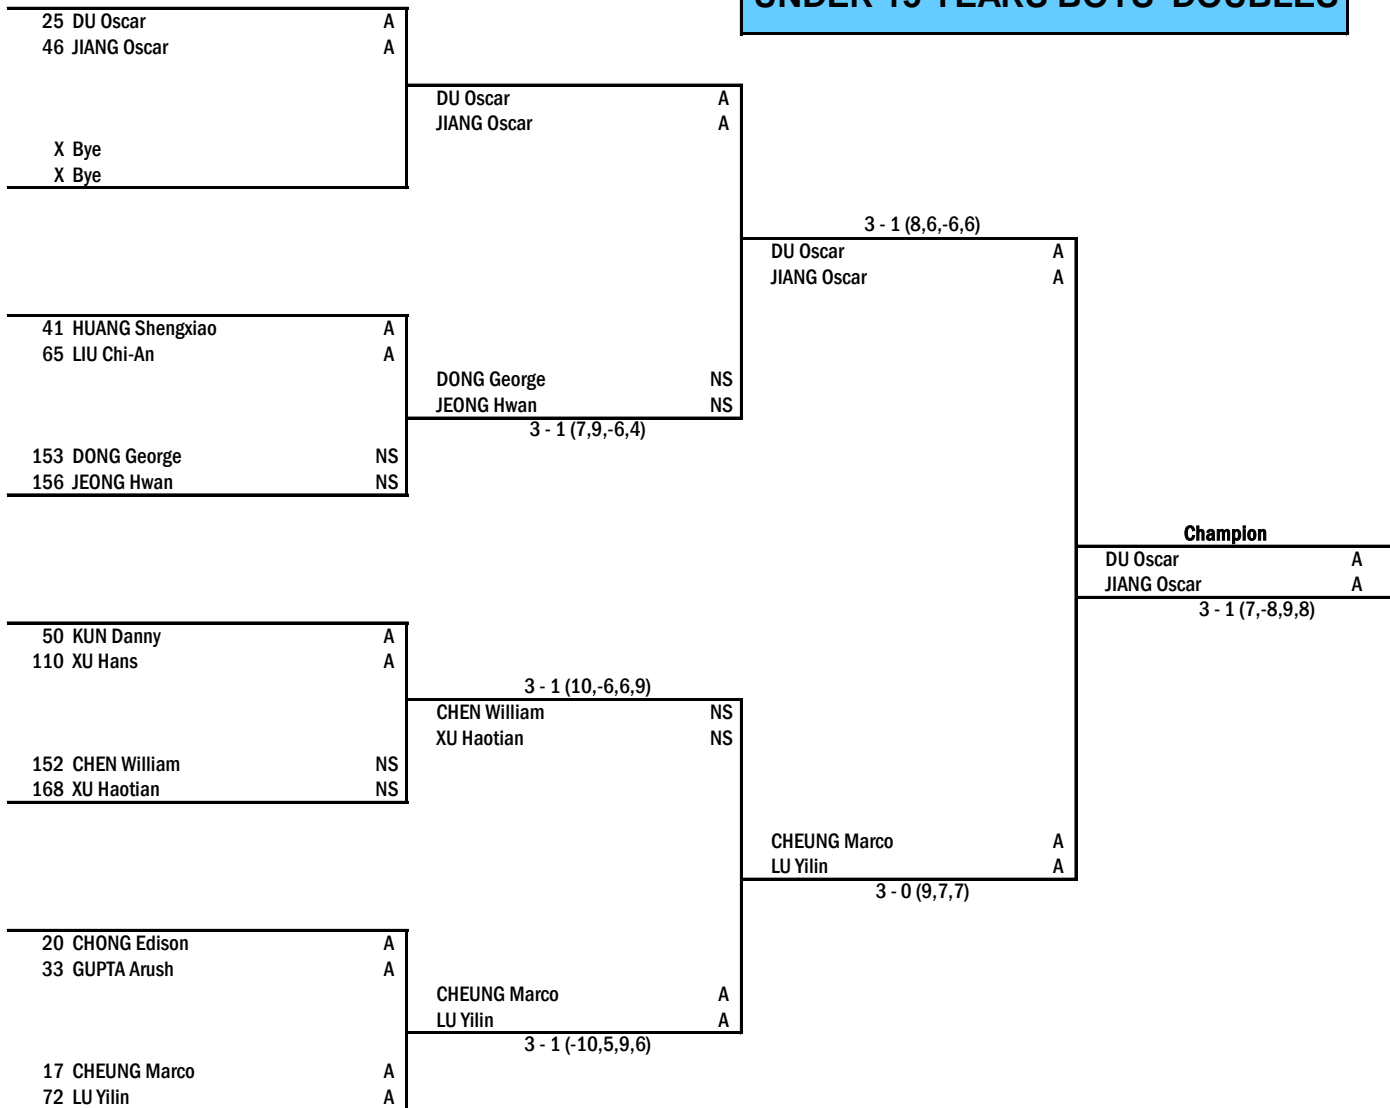 UNDER YEARS BOYS' DOUBLES
25 DU Oscar A
46 JIANG Oscar A
X Bye
X Bye
DU Oscar A
JIANG Oscar A
3 - 1 (8,6,-6,6)
DU Oscar A
JIANG Oscar A
41 HUANG Shengxiao A
65 LIU Chi-An A
153 DONG George NS
156 JEONG Hwan NS
DONG George NS
JEONG Hwan NS
3 - 1 (7,9,-6,4)
Champion
DU Oscar A
JIANG Oscar A
3 - 1 (7,-8,9,8)
50 KUN Danny A
110 XU Hans A
152 CHEN William NS
168 XU Haotian NS
3 - 1 (10,-6,6,9)
CHEN William NS
XU Haotian NS
CHEUNG Marco A
LU Yilin A
3 - 0 (9,7,7)
20 CHONG Edison A
33 GUPTA Arush A
17 CHEUNG Marco A
72 LU Yilin A
CHEUNG Marco A
LU Yilin A
3 - 1 (-10,5,9,6)